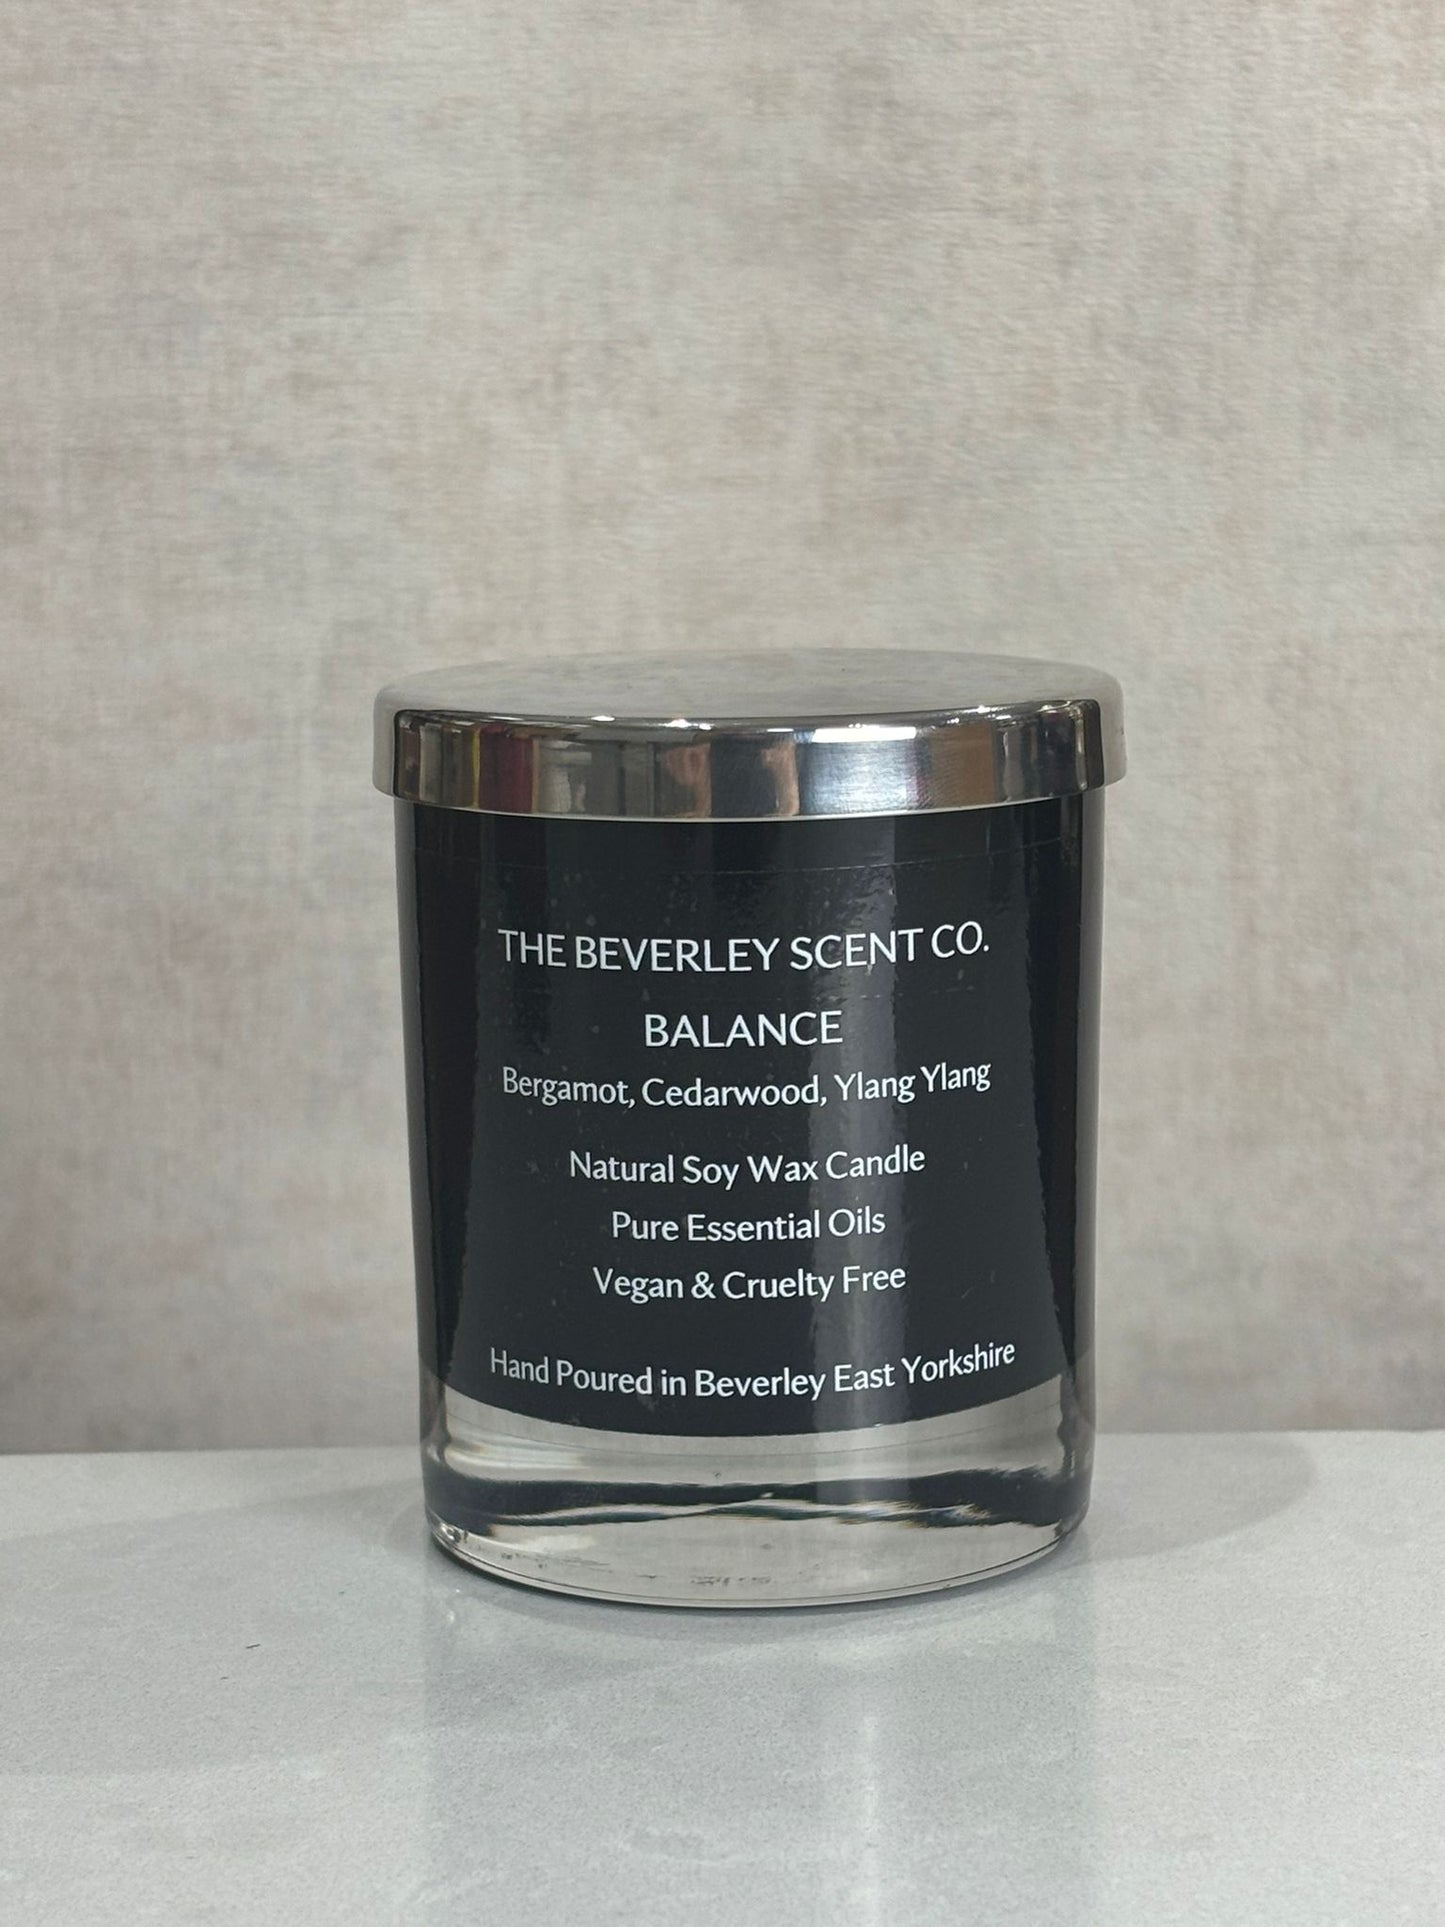 THE BEVERLEY SCENT CO.
BALANCE
Bergamot, Cedarwood, Ylang Ylang
Natural Soy Wax Candle
Pure Essential Oils
Vegan & Cruelty Free
Hand Poured in Beverley East Yorkshire